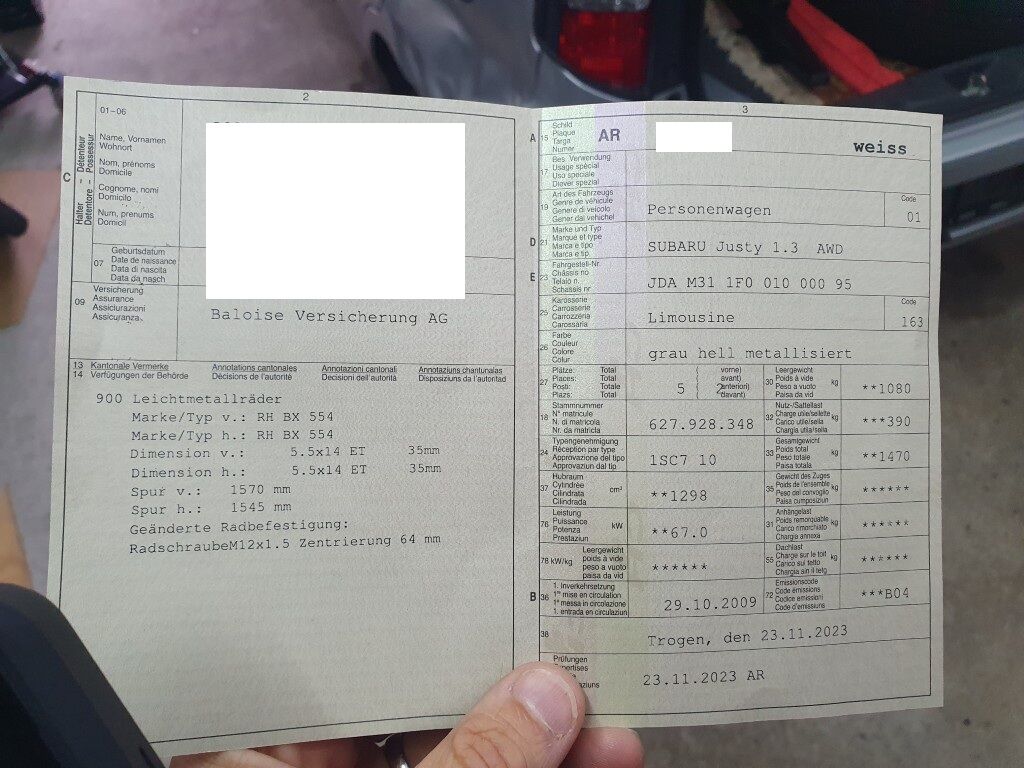 2
01-06
Name, Vornamen
Wohnort
Nom, prénoms
Domicile
Cognome, nomi
Domicilio
Num, prenums
Domicil
C
Halter - Détenteur
Detentore - Possessur
07
Geburtsdatum
Date de naissance
Data di nascita
Data da nasch
09
Versicherung
Assurance
Assicurazioni
Assicuranza
Baloise Versicherung AG
13 Kantonale Vermerke Annotations cantonales Annotazioni cantonali Annotaziuns chantunalas
14 Verfügungen der Behörde Décisions de l'autorité Decisioni dell'autorità Disposiziuns da l'autoritad
900 Leichtmetallräder
Marke/Typ v.: RH BX 554
Marke/Typ h.: RH BX 554
Dimension v.: 5.5x14 ET 35mm
Dimension h.: 5.5x14 ET 35mm
Spur v.: 1570 mm
Spur h.: 1545 mm
Geänderte Radbefestigung:
RadschraubeM12x1.5 Zentrierung 64 mm
3
A 15
Schild
Plaque
Targa
Numer
AR
weiss
17
Bes. Verwendung
Usage spécial
Uso speciale
Diever spezial
19
Art des Fahrzeugs
Genre de véhicule
Genere di veicolo
Gener dal vehichel
Personenwagen
Code
01
D 21
Marke und Typ
Marque et type
Marca e tipo
Marca e tip.
SUBARU Justy 1.3 AWD
E 23
Fahrgestell-Nr.
Châssis no
Telaio n.
Schassis nr
JDA M31 1F0 010 000 95
25
Karosserie
Carrosserie
Carrozzeria
Carossaria
Limousine
Code
163
26
Farbe
Couleur
Colore
Colur
grau hell metallisiert
27
Plätze: Total
Places: Total
Posti: Totale
Plazs: Total
5
( vorne)
( avant)
( anteriori)
( davant)
30
Leergewicht
Poids à vide
Peso a vuoto
Paisa da vid
kg
**1080
18
Stammnummer
N° matricule
N. di matricola
Nr. da matricla
627.928.348
32
Nutz-/Sattellast
Charge utile/sellette
Carico utile/sella
Chargia utila/sella
kg
***390
24
Typengenehmigung
Réception par type
Approvazione del tipo
Approvaziun dal tip
1SC7 10
33
Gesamtgewicht
Poids total
Peso totale
Paisa totala
kg
**1470
37
Hubraum
Cylindrée
Cilindrata
Cilindrada
cm³
**1298
35
Gewicht des Zuges
Poids de l'ensemble
Peso del convoglio
Paisa cumposiziun
kg
******
76
Leistung
Puissance
Potenza
Prestaziun
kW
**67.0
31
Anhängelast
Poids remorquable
Carico rimorchiato
Chargia annexa
kg
******
78 kW/kg
Leergewicht
poids à vide
peso a vuoto
paisa da vid
******
55
Dachlast
Charge sur le toit
Carico sul tetto
Chargia sin il tetg
kg
******
B 36
1. Inverkehrsetzung
1re mise en circulation
1a messa in circolazione
1. entrada en circulaziun
29.10.2009
72
Emissionscode
Code émissions
Codice emissioni
Code d'emissiuns
***B04
38
Trogen, den 23.11.2023
Prüfungen
23.11.2023 AR